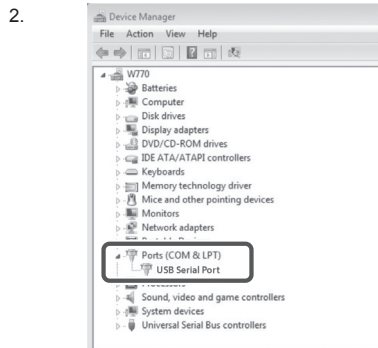 2.
Device Manager
File Action View Help
W770
Batteries
Computer
Disk drives
Display adapters
DVD/CD-ROM drives
IDE ATA/ATAPI controllers
Keyboards
Memory technology driver
Mice and other pointing devices
Monitors
Network adapters
Ports (COM & LPT)
USB Serial Port
Sound, video and game controllers
System devices
Universal Serial Bus controllers